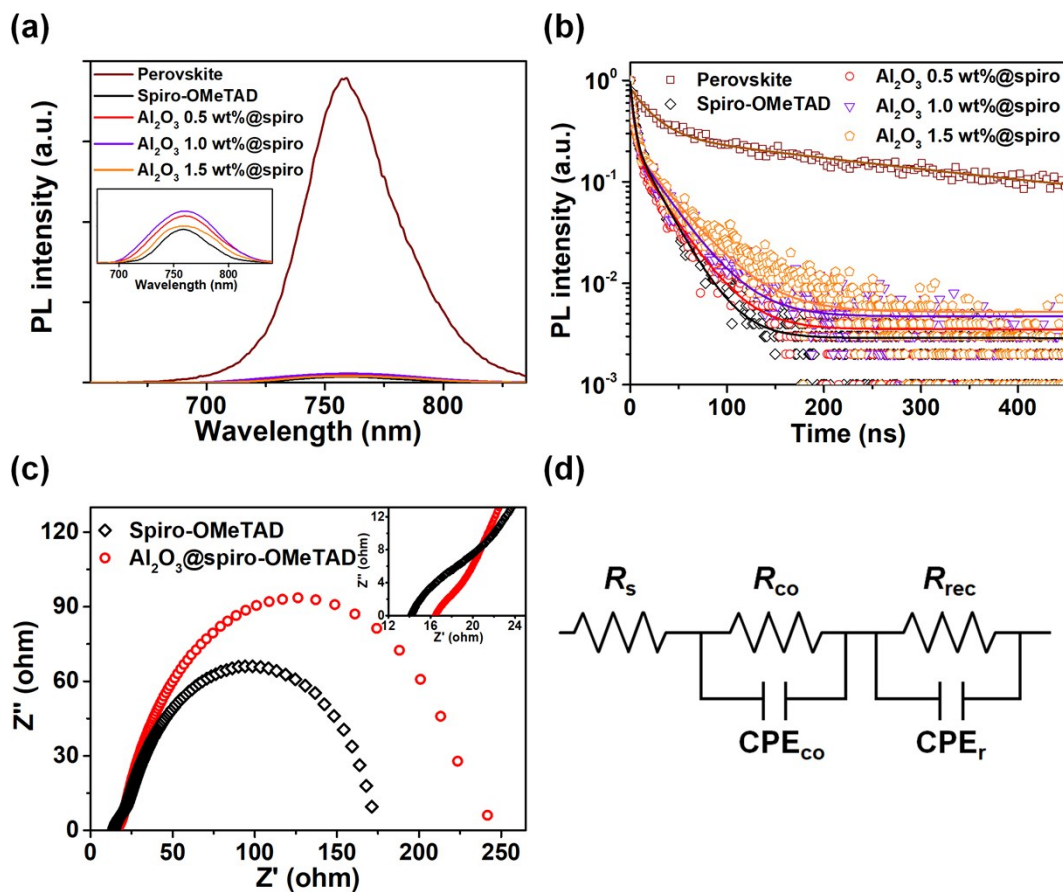 (a)
Perovskite
Spiro-OMeTAD
Al₂O₃ 0.5 wt%@spiro
Al₂O₃ 1.0 wt%@spiro
Al₂O₃ 1.5 wt%@spiro
700 750 800
Wavelength (nm)
PL intensity (a.u.)
700 750 800
Wavelength (nm)
(b)
Perovskite
Spiro-OMeTAD
Al₂O₃ 0.5 wt%@spiro
Al₂O₃ 1.0 wt%@spiro
Al₂O₃ 1.5 wt%@spiro
PL intensity (a.u.)
10⁰
10⁻¹
10⁻²
10⁻³
0 100 200 300 400
Time (ns)
(c)
Spiro-OMeTAD
Al₂O₃@spiro-OMeTAD
Z'' (ohm)
120
90
60
30
0
0 50 100 150 200 250
Z' (ohm)
Z'' (ohm)
12
8
4
0
12 16 20 24
Z' (ohm)
(d)
Rs
Rco
Rrec
CPEco
CPEr